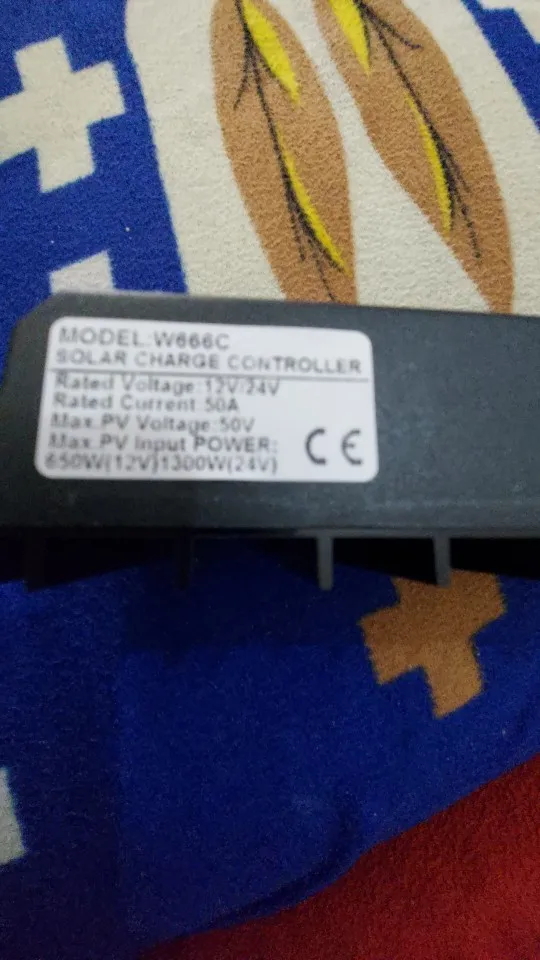 MODEL:W666C
SOLAR CHARGE CONTROLLER
Rated Voltage:12V/24V
Rated Current:50A
Max.PV Voltage:50V
Max.PV Input POWER:
650W(12V)1300W(24V)
CE